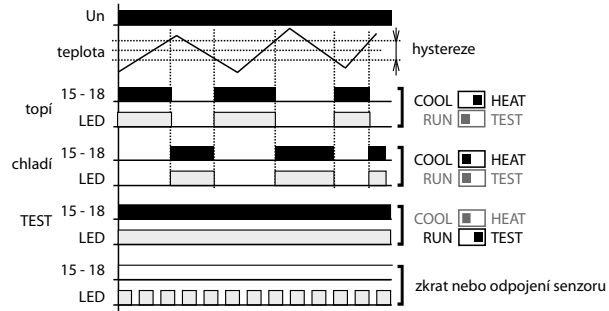 Un
teplota
hystereze
topí
15 - 18
LED
COOL HEAT
RUN TEST
chladí
15 - 18
LED
COOL HEAT
RUN TEST
TEST
15 - 18
LED
COOL HEAT
RUN TEST
15 - 18
LED
zkrat nebo odpojení senzoru